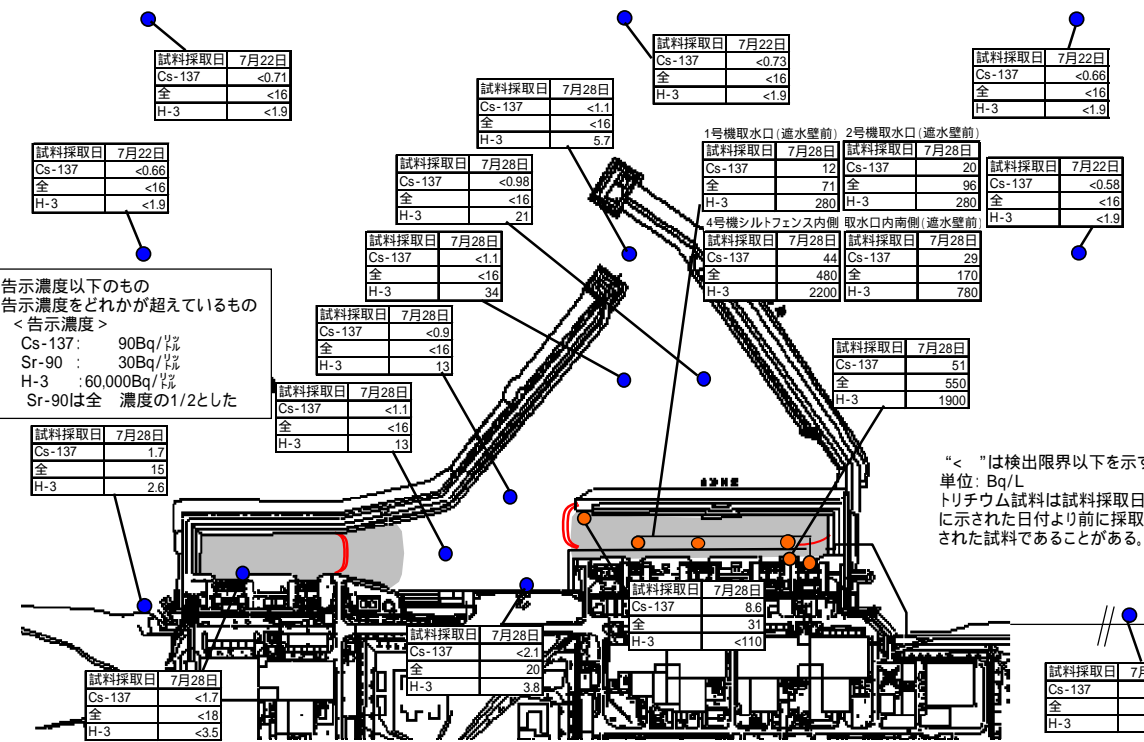 試料採取日 7月22日
Cs-137 <0.71
全 <16
H-3 <1.9
試料採取日 7月22日
Cs-137 <0.73
全 <16
H-3 <1.9
試料採取日 7月22日
Cs-137 <0.66
全 <16
H-3 <1.9
試料採取日 7月28日
Cs-137 <1.1
全 <16
H-3 5.7
試料採取日 7月22日
Cs-137 <0.66
全 <16
H-3 <1.9
試料採取日 7月28日
Cs-137 <0.98
全 <16
H-3 21
1号機取水口(遮水壁前)
試料採取日 7月28日
Cs-137 12
全 71
H-3 280
2号機取水口(遮水壁前)
試料採取日 7月28日
Cs-137 20
全 96
H-3 280
試料採取日 7月22日
Cs-137 <0.58
全 <16
H-3 <1.9
4号機シルトフェンス内側
試料採取日 7月28日
Cs-137 44
全 480
H-3 2200
取水口内南側(遮水壁前)
試料採取日 7月28日
Cs-137 29
全 170
H-3 780
試料採取日 7月28日
Cs-137 <1.1
全 <16
H-3 34
告示濃度以下のもの
告示濃度をどれかが超えているもの
<告示濃度>
Cs-137: 90Bq/リットル
Sr-90 : 30Bq/リットル
H-3 :60,000Bq/リットル
Sr-90は全 濃度の1/2とした
試料採取日 7月28日
Cs-137 <0.9
全 <16
H-3 13
試料採取日 7月28日
Cs-137 51
全 550
H-3 1900
試料採取日 7月28日
Cs-137 <1.1
全 <16
H-3 13
試料採取日 7月28日
Cs-137 1.7
全 15
H-3 2.6
“< ”は検出限界以下を示す
単位: Bq/L
トリチウム試料は試料採取日
に示された日付より前に採取
された試料であることがある。
試料採取日 7月28日
Cs-137 8.6
全 31
H-3 <110
試料採取日 7月28日
Cs-137 <2.1
全 20
H-3 3.8
試料採取日 7月28日
Cs-137 <1.7
全 <18
H-3 <3.5
試料採取日 7月
Cs-137
全
H-3